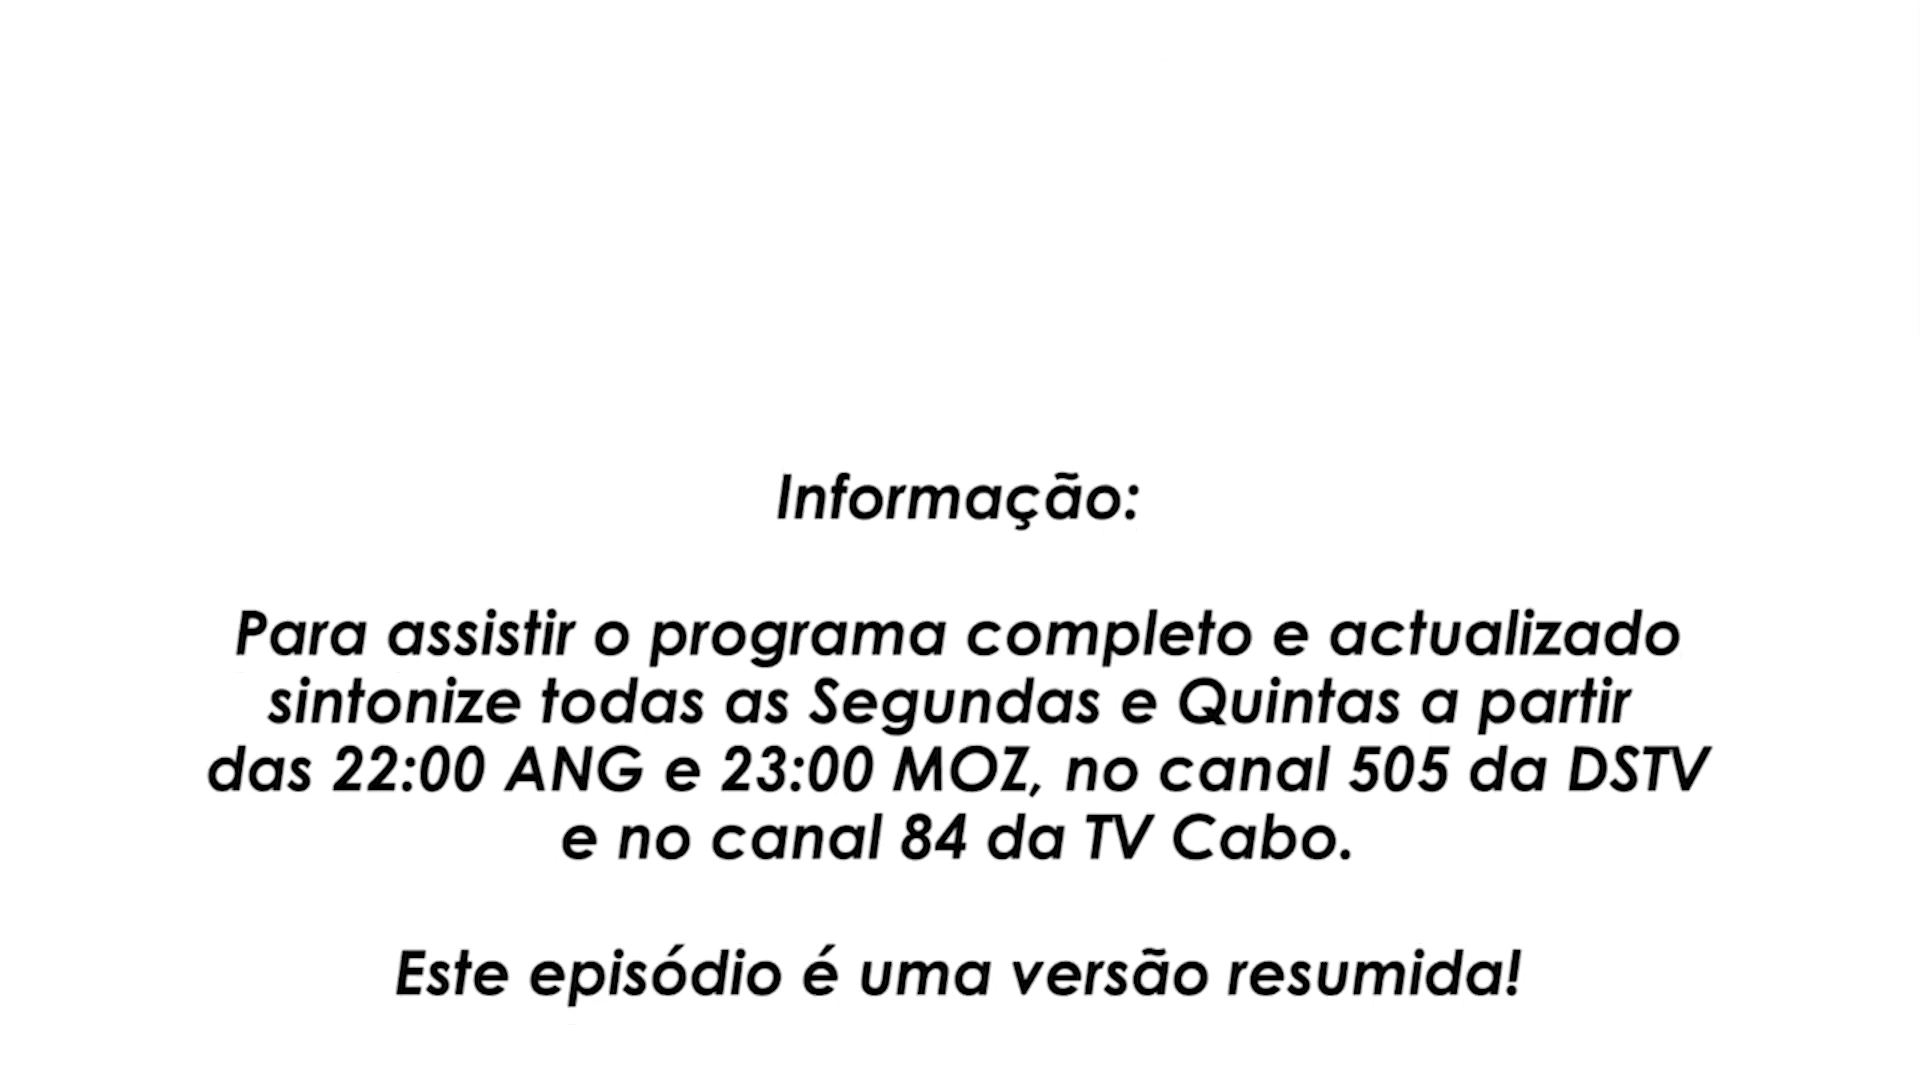 Informação:
Para assistir o programa completo e actualizado
sintonize todas as Segundas e Quintas a partir
das 22:00 ANG e 23:00 MOZ, no canal 505 da DSTV
e no canal 84 da TV Cabo.
Este episódio é uma versão resumida!